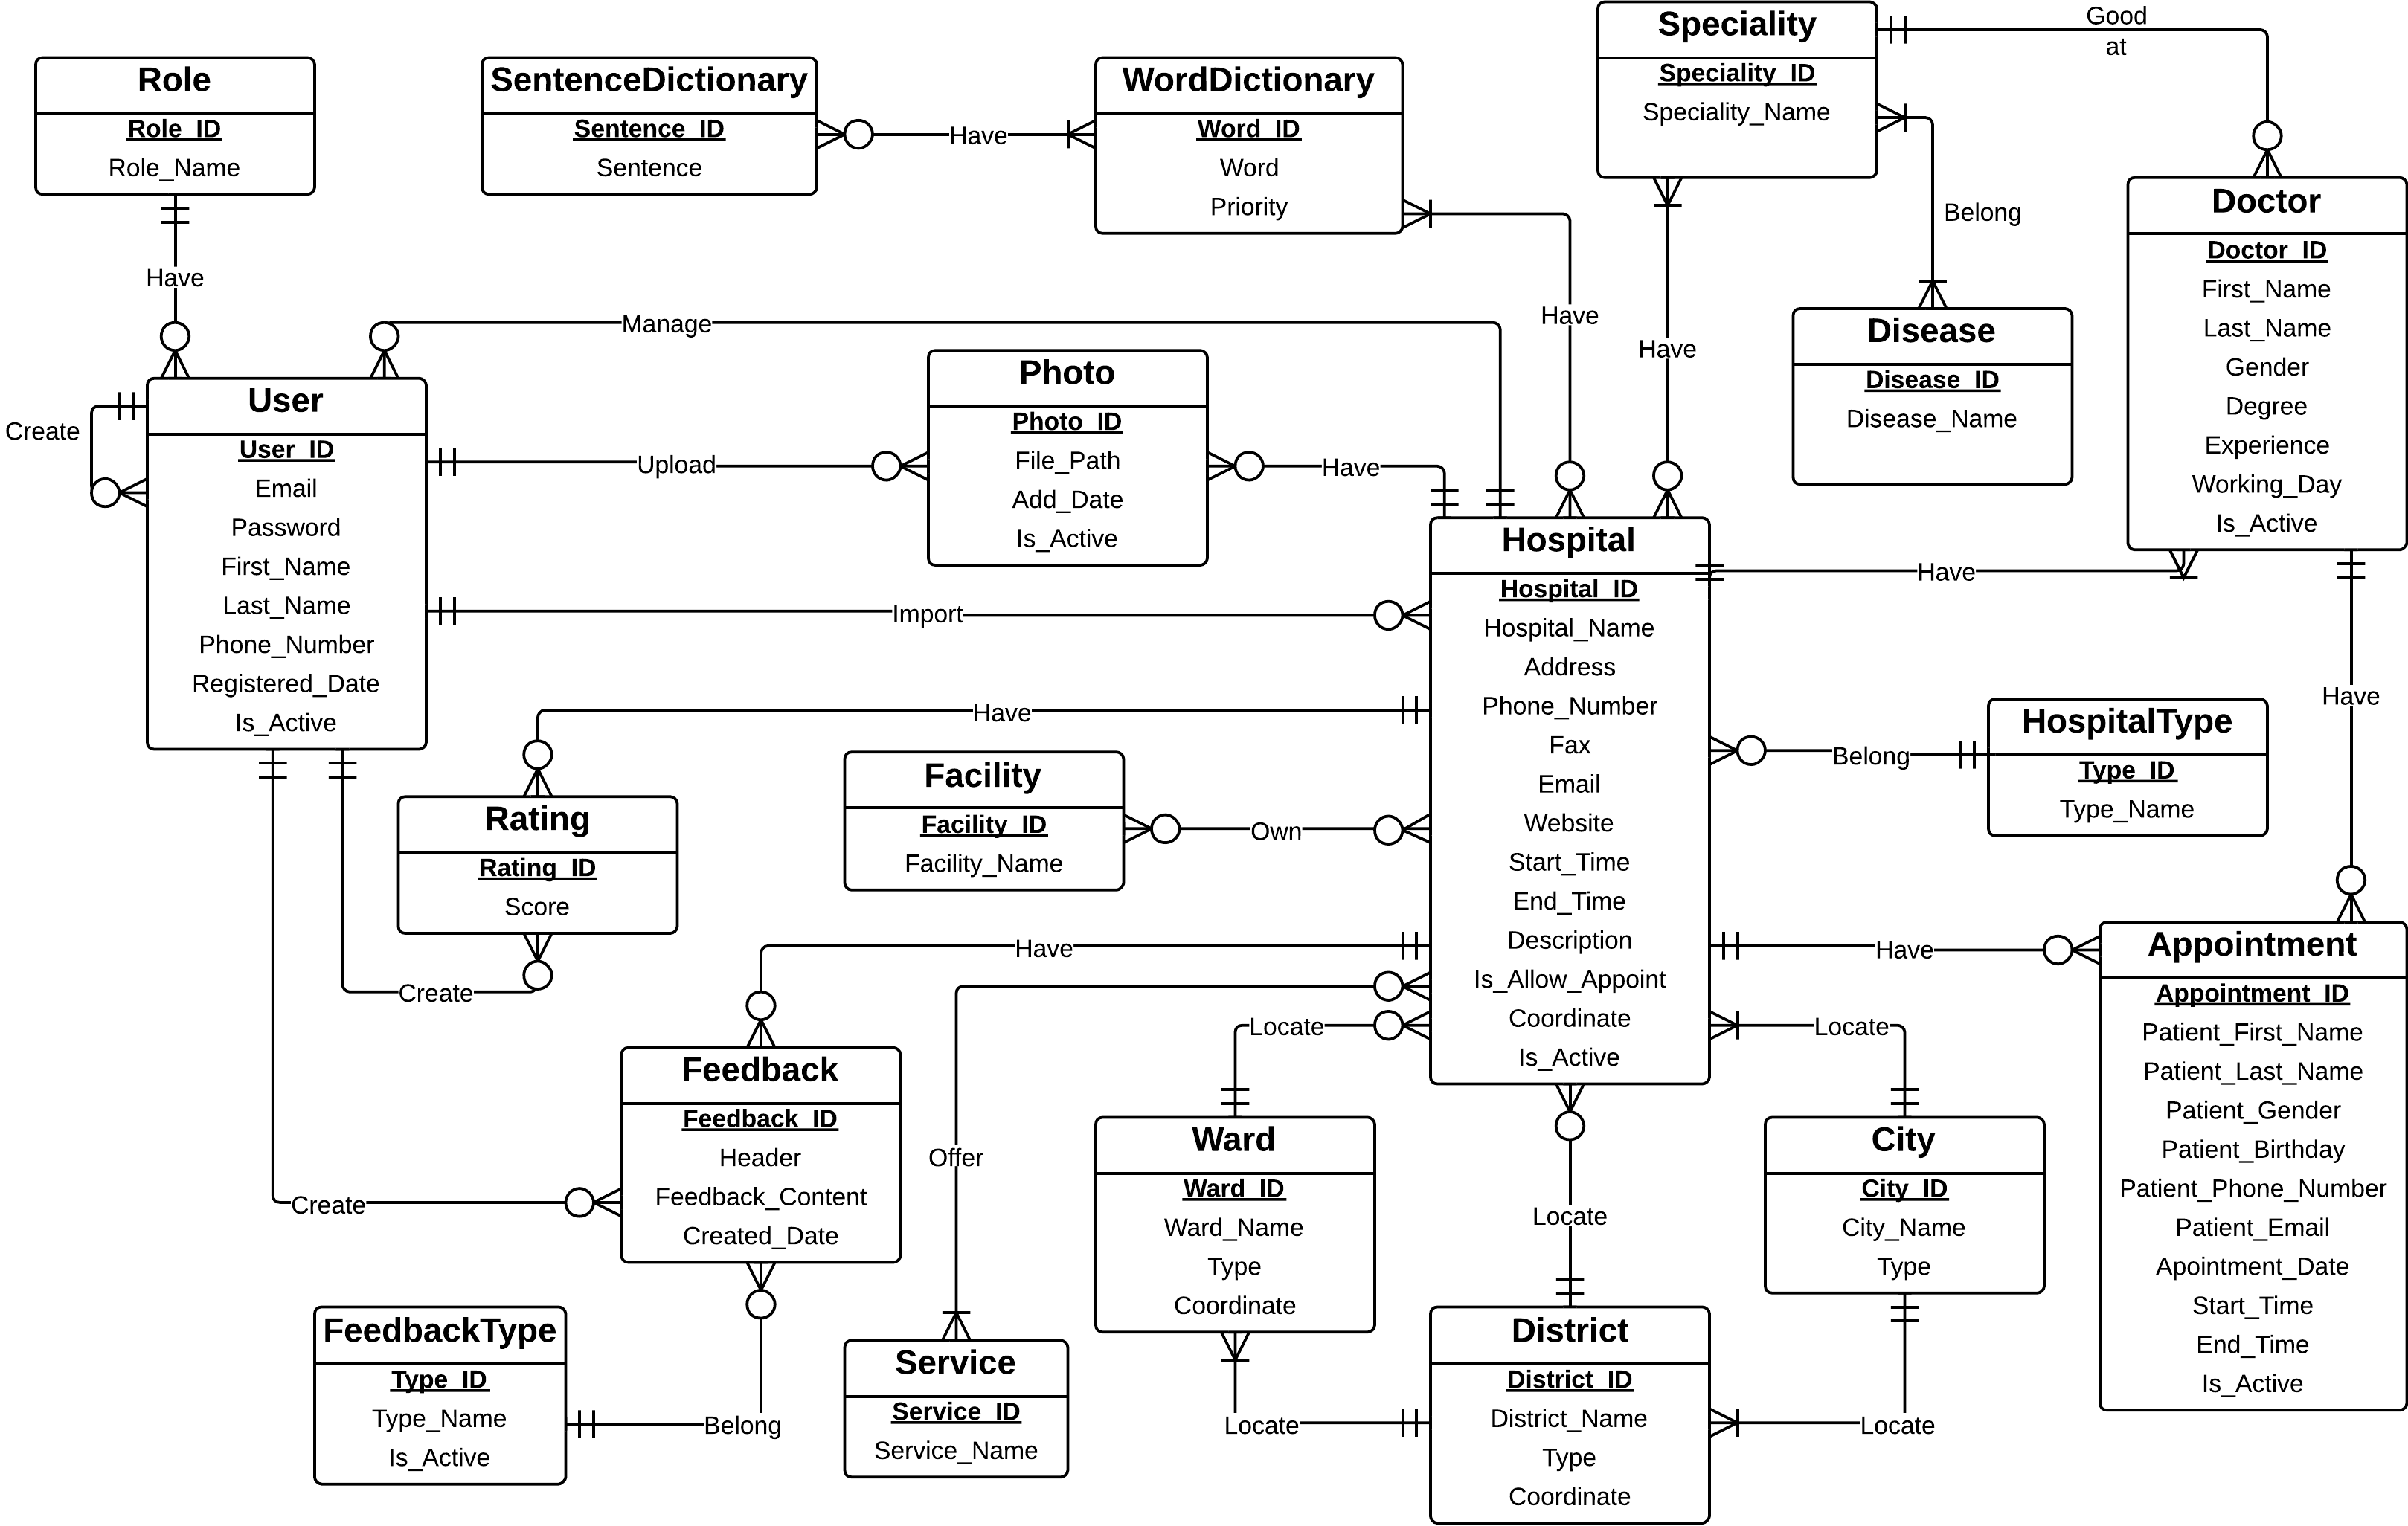 Speciality
Speciality_ID
Speciality_Name
Good
at
Role
Role_ID
Role_Name
SentenceDictionary
Sentence_ID
Sentence
Have
WordDictionary
Word_ID
Word
Priority
Belong
Doctor
Doctor_ID
First_Name
Last_Name
Gender
Degree
Experience
Working_Day
Is_Active
Have
Manage
Have
Have
Disease
Disease_ID
Disease_Name
Create
User
User_ID
Email
Password
First_Name
Last_Name
Phone_Number
Registered_Date
Is_Active
Upload
Photo
Photo_ID
File_Path
Add_Date
Is_Active
Have
Import
Hospital
Hospital_ID
Hospital_Name
Address
Phone_Number
Fax
Email
Website
Start_Time
End_Time
Description
Is_Allow_Appoint
Coordinate
Is_Active
Have
Have
Have
Belong
HospitalType
Type_ID
Type_Name
Rating
Rating_ID
Score
Facility
Facility_ID
Facility_Name
Own
Create
Have
Have
Appointment
Appointment_ID
Patient_First_Name
Patient_Last_Name
Patient_Gender
Patient_Birthday
Patient_Phone_Number
Patient_Email
Apointment_Date
Start_Time
End_Time
Is_Active
Locate
Locate
Feedback
Feedback_ID
Header
Feedback_Content
Created_Date
Create
Offer
Ward
Ward_ID
Ward_Name
Type
Coordinate
Locate
City
City_ID
City_Name
Type
FeedbackType
Type_ID
Type_Name
Is_Active
Belong
Service
Service_ID
Service_Name
Locate
District
District_ID
District_Name
Type
Coordinate
Locate